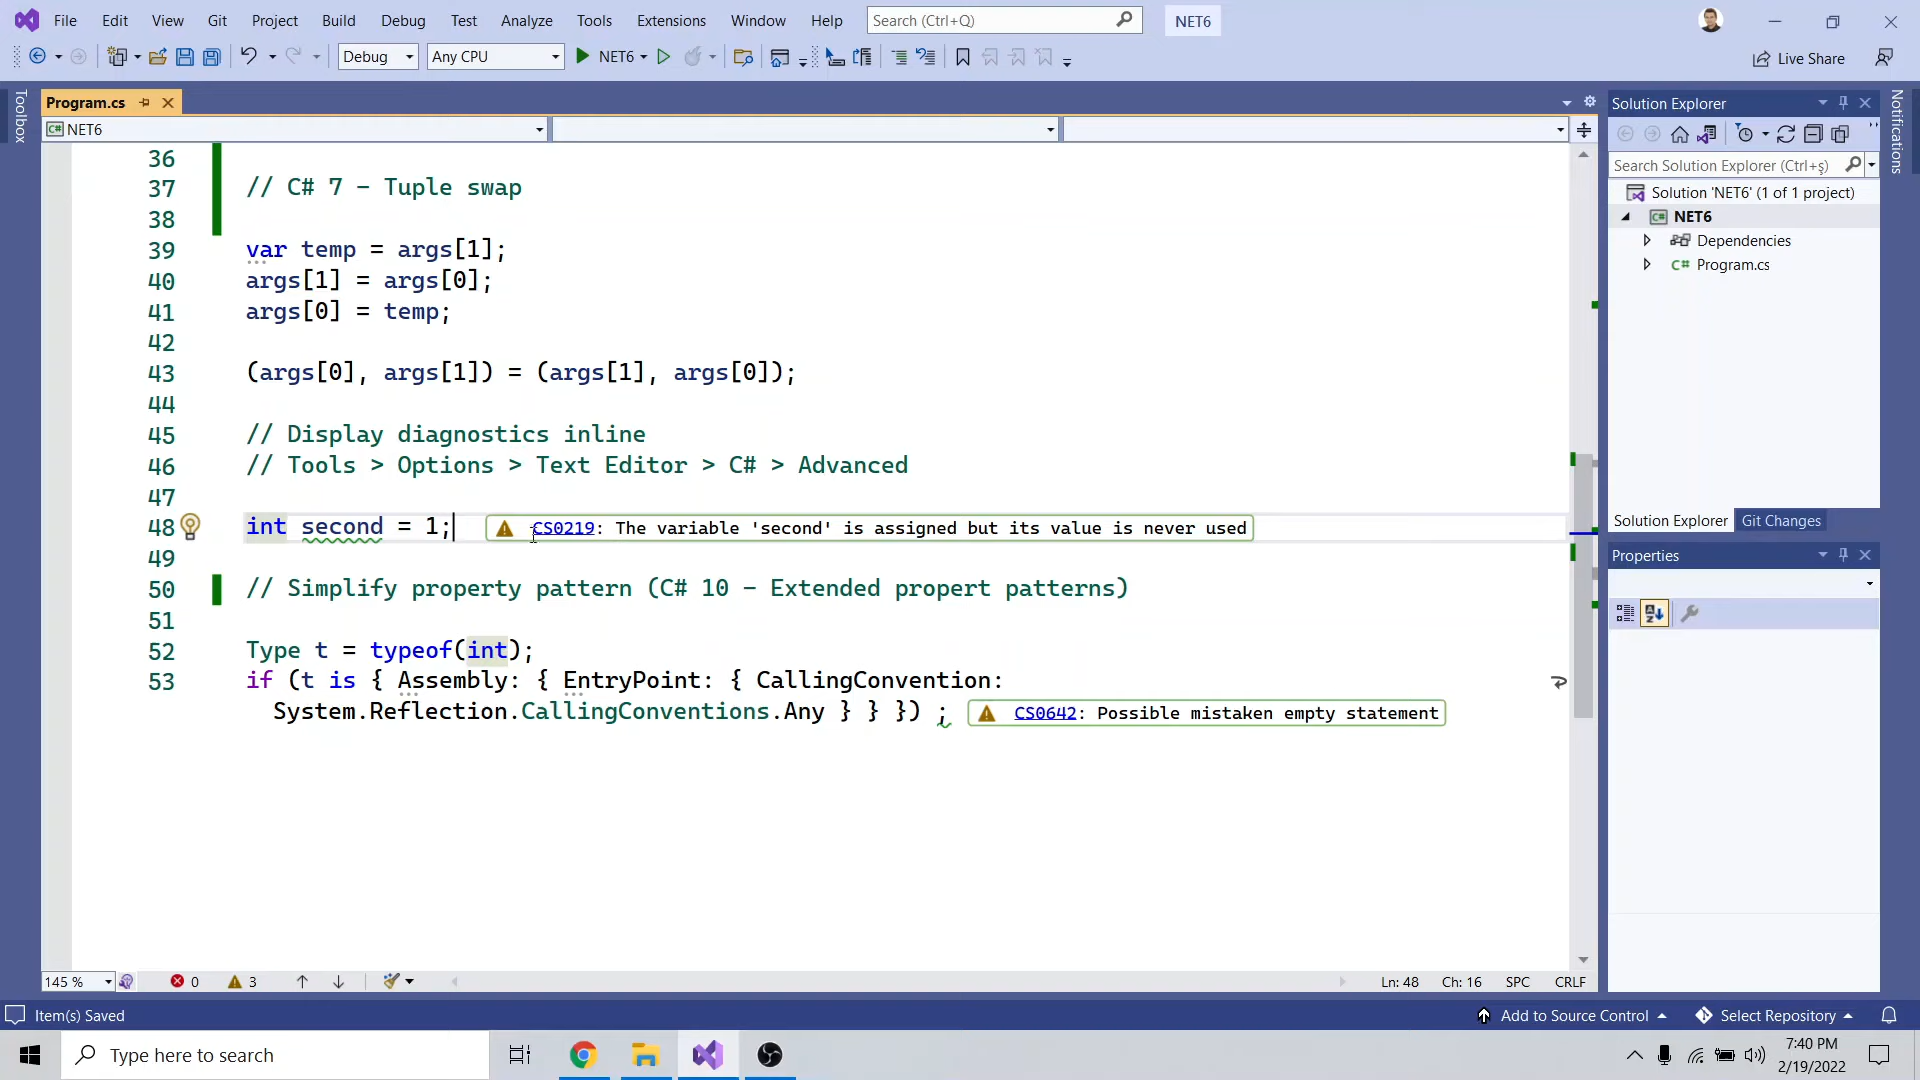 File Edit View Git Project Build Debug Test Analyze Tools Extensions Window Help Search (Ctrl+Q) NET6
Debug Any CPU NET6 Live Share
Toolbox
Program.cs
C# NET6
36
37 // C# 7 - Tuple swap
38
39 var temp = args[1];
40 args[1] = args[0];
41 args[0] = temp;
42
43 (args[0], args[1]) = (args[1], args[0]);
44
45 // Display diagnostics inline
46 // Tools > Options > Text Editor > C# > Advanced
47
48 int second = 1; CS0219: The variable 'second' is assigned but its value is never used
49
50 // Simplify property pattern (C# 10 - Extended propert patterns)
51
52 Type t = typeof(int);
53 if (t is { Assembly: { EntryPoint: { CallingConvention:
System.Reflection.CallingConventions.Any } } }) ; CS0642: Possible mistaken empty statement
145 % 0 3 Ln: 48 Ch: 16 SPC CRLF
Solution Explorer
Search Solution Explorer (Ctrl+ş)
Solution 'NET6' (1 of 1 project)
C# NET6
Dependencies
C# Program.cs
Solution Explorer Git Changes
Properties
Notifications
Item(s) Saved Add to Source Control Select Repository
Type here to search 7:40 PM
2/19/2022